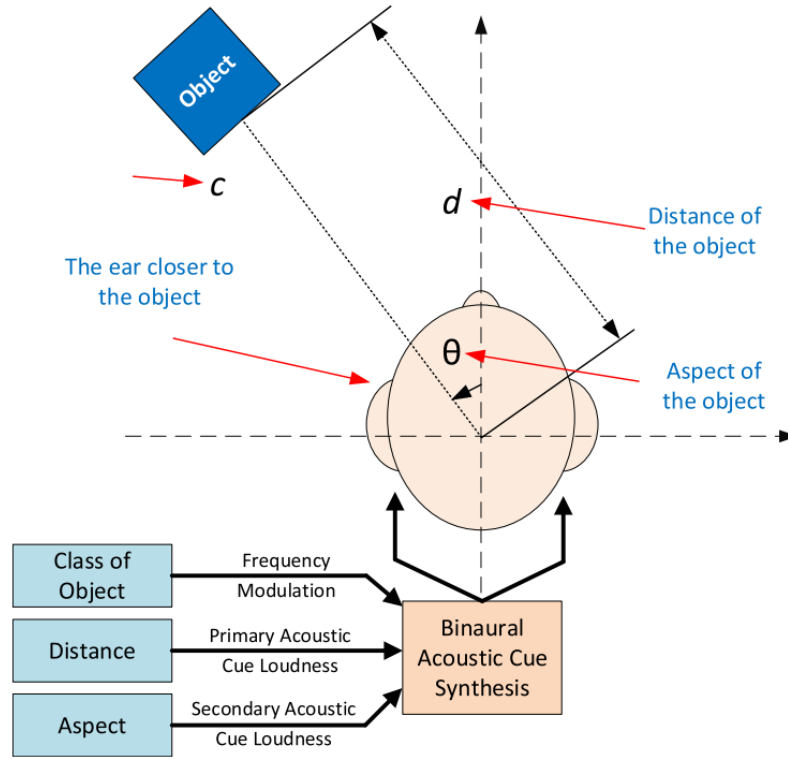 Object
c
d
Distance of
the object
The ear closer to
the object
θ
Aspect of
the object
Class of
Object
Frequency
Modulation
Distance
Primary Acoustic
Cue Loudness
Aspect
Secondary Acoustic
Cue Loudness
Binaural
Acoustic Cue
Synthesis